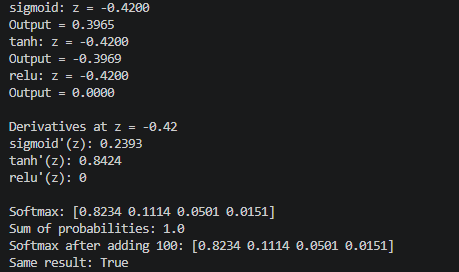 sigmoid: z = -0.4200
Output = 0.3965
tanh: z = -0.4200
Output = -0.3969
relu: z = -0.4200
Output = 0.0000
Derivatives at z = -0.42
sigmoid'(z): 0.2393
tanh'(z): 0.8424
relu'(z): 0
Softmax: [0.8234 0.1114 0.0501 0.0151]
Sum of probabilities: 1.0
Softmax after adding 100: [0.8234 0.1114 0.0501 0.0151]
Same result: True